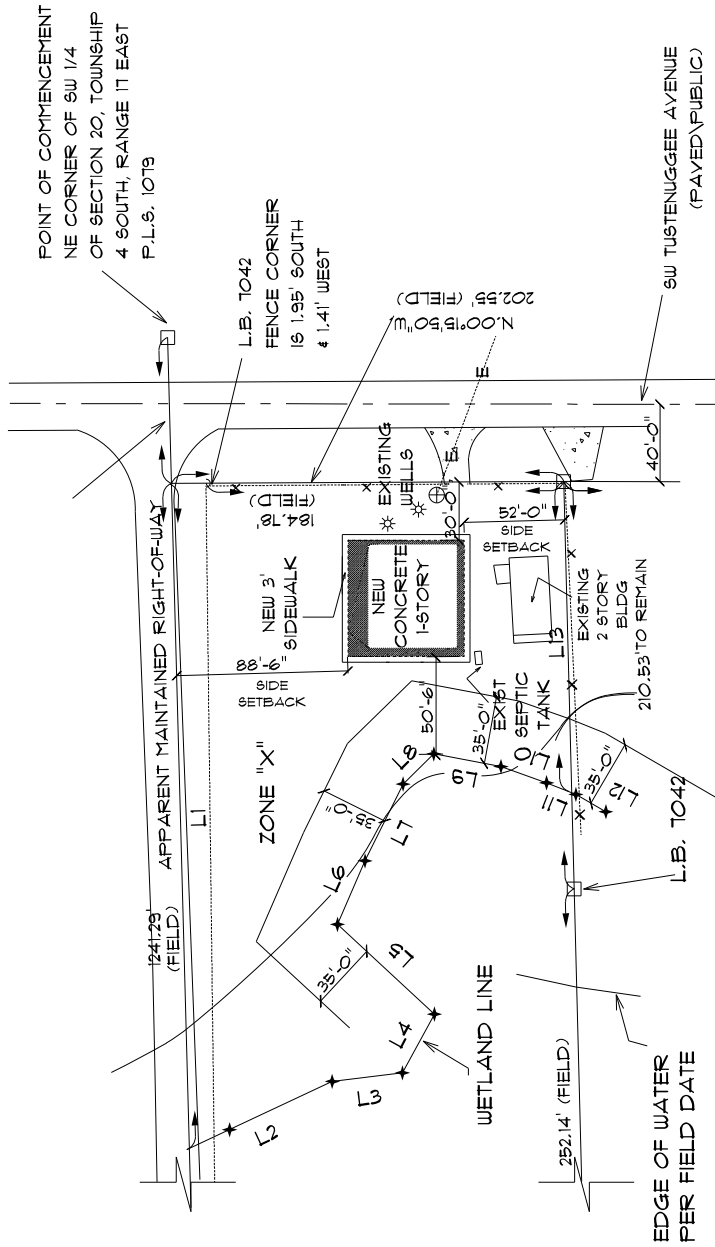 POINT OF COMMENCEMENT
NE CORNER OF SW 1/4
OF SECTION 20, TOWNSHIP
4 SOUTH, RANGE 17 EAST
P.L.S. 1079
L.B. 7042
FENCE CORNER
IS 1.95' SOUTH
& 1.41' WEST
N.00°15'50"W
202.55' (FIELD)
SW TUSTENUGGEE AVENUE
(PAVED\PUBLIC)
E
E
40'-0"
184.78'
(FIELD)
EXISTING
WELLS
30'-0"
52'-0"
SIDE
SETBACK
NEW 3'
SIDEWALK
NEW
CONCRETE
1-STORY
EXISTING
2 STORY
BLDG
TO REMAIN
210.53'
L13
88'-9"
SIDE
SETBACK
APPARENT MAINTAINED RIGHT-OF-WAY
1241.29'
(FIELD)
L1
ZONE "X"
50'-6"
EXIST
SEPTIC
TANK
35'-0"
35'-0"
35'-0"
35'-0"
L8
L9
L10
L11
L12
L7
L6
L5
L4
L3
L2
WETLAND LINE
L.B. 7042
252.14' (FIELD)
EDGE OF WATER
PER FIELD DATE